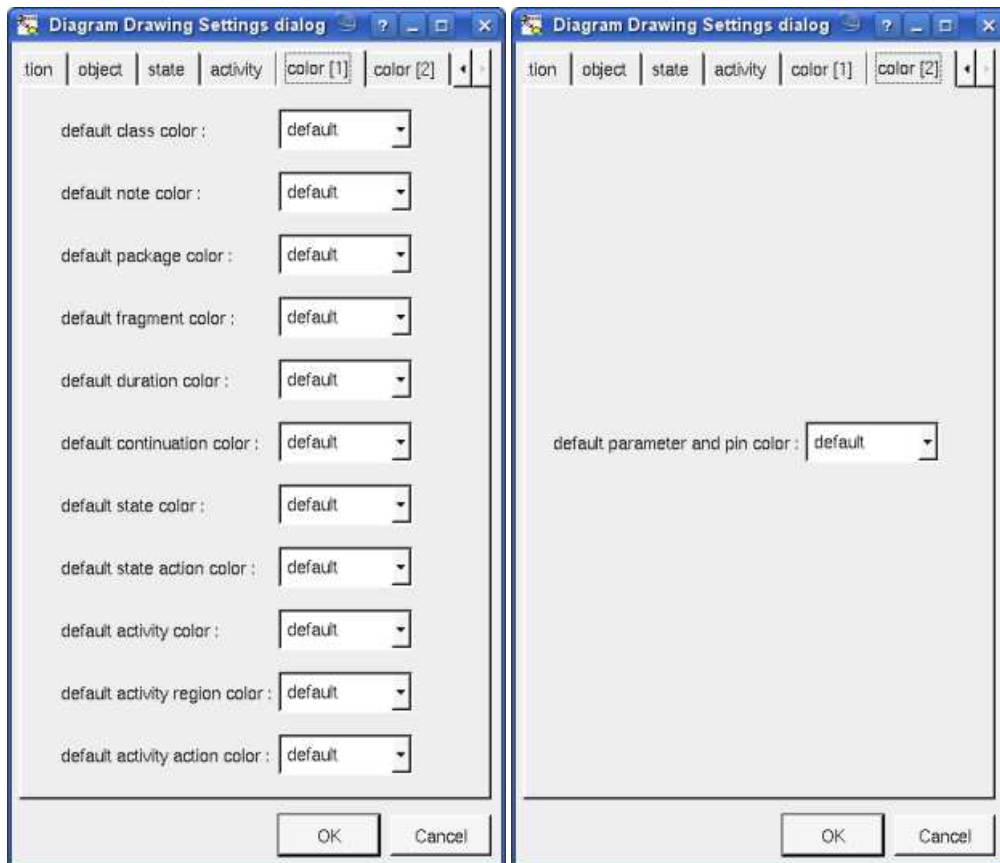 Diagram Drawing Settings dialog
tion object state activity color [1] color [2]
default class color : default
default note color : default
default package color : default
default fragment color : default
default duration color : default
default continuation color : default
default state color : default
default state action color : default
default activity color : default
default activity region color : default
default activity action color : default
OK Cancel
Diagram Drawing Settings dialog
tion object state activity color [1] color [2]
default parameter and pin color : default
OK Cancel